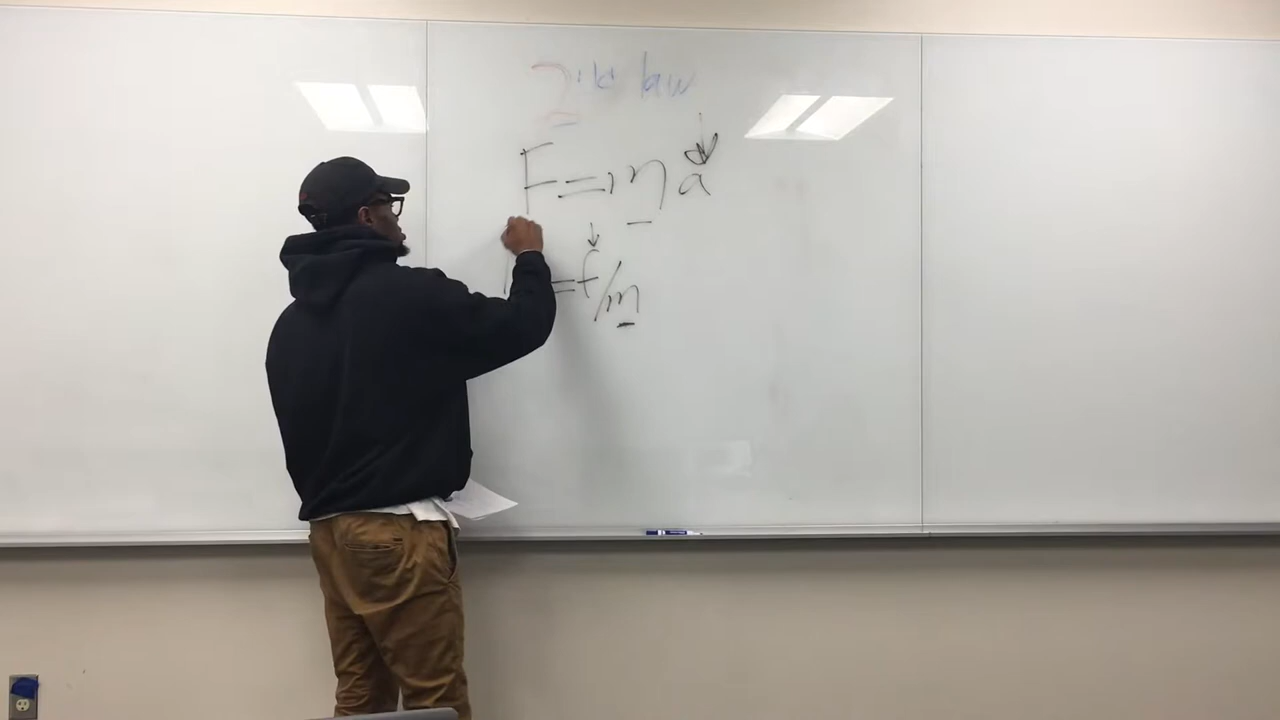 2nd law
F = ma
= f/m